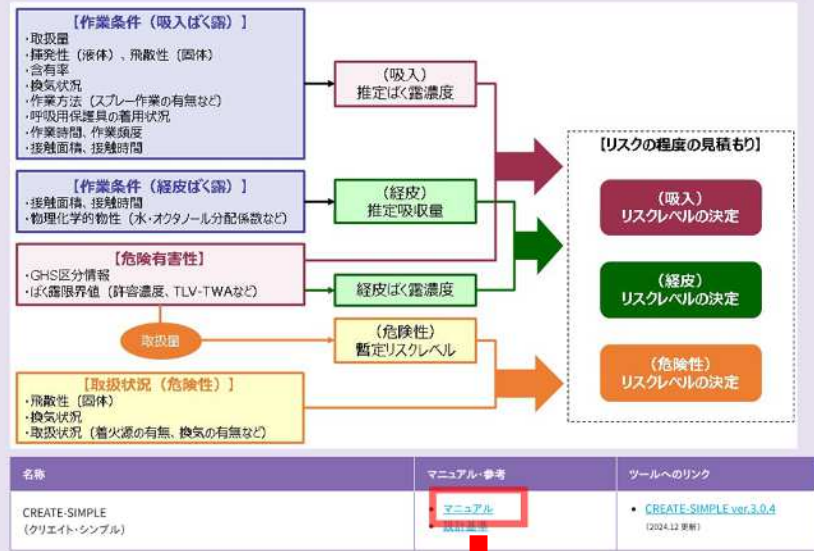 【作業条件（吸入ばく露）】
・取扱量
・揮発性（液体）、飛散性（固体）
・含有率
・換気状況
・作業方法（スプレー作業の有無など）
・呼吸用保護具の着用状況
・作業時間、作業頻度
・接触面積、接触時間
（吸入）
推定ばく露濃度
【作業条件（経皮ばく露）】
・接触面積、接触時間
・物理化学的物性（水・オクタノール分配係数など）
（経皮）
推定吸収量
【危険有害性】
・GHS区分情報
・ばく露限界値（許容濃度、TLV-TWAなど）
経皮ばく露濃度
取扱量
（危険性）
暫定リスクレベル
【取扱状況（危険性）】
・飛散性（固体）
・換気状況
・取扱状況（着火源の有無、換気の有無など）
【リスクの程度の見積もり】
（吸入）
リスクレベルの決定
（経皮）
リスクレベルの決定
（危険性）
リスクレベルの決定
名称
マニュアル・参考
ツールへのリンク
CREATE-SIMPLE
（クリエイト・シンプル）
• マニュアル
• 設計基準
• CREATE-SIMPLE ver.3.0.4
（2024.12 更新）